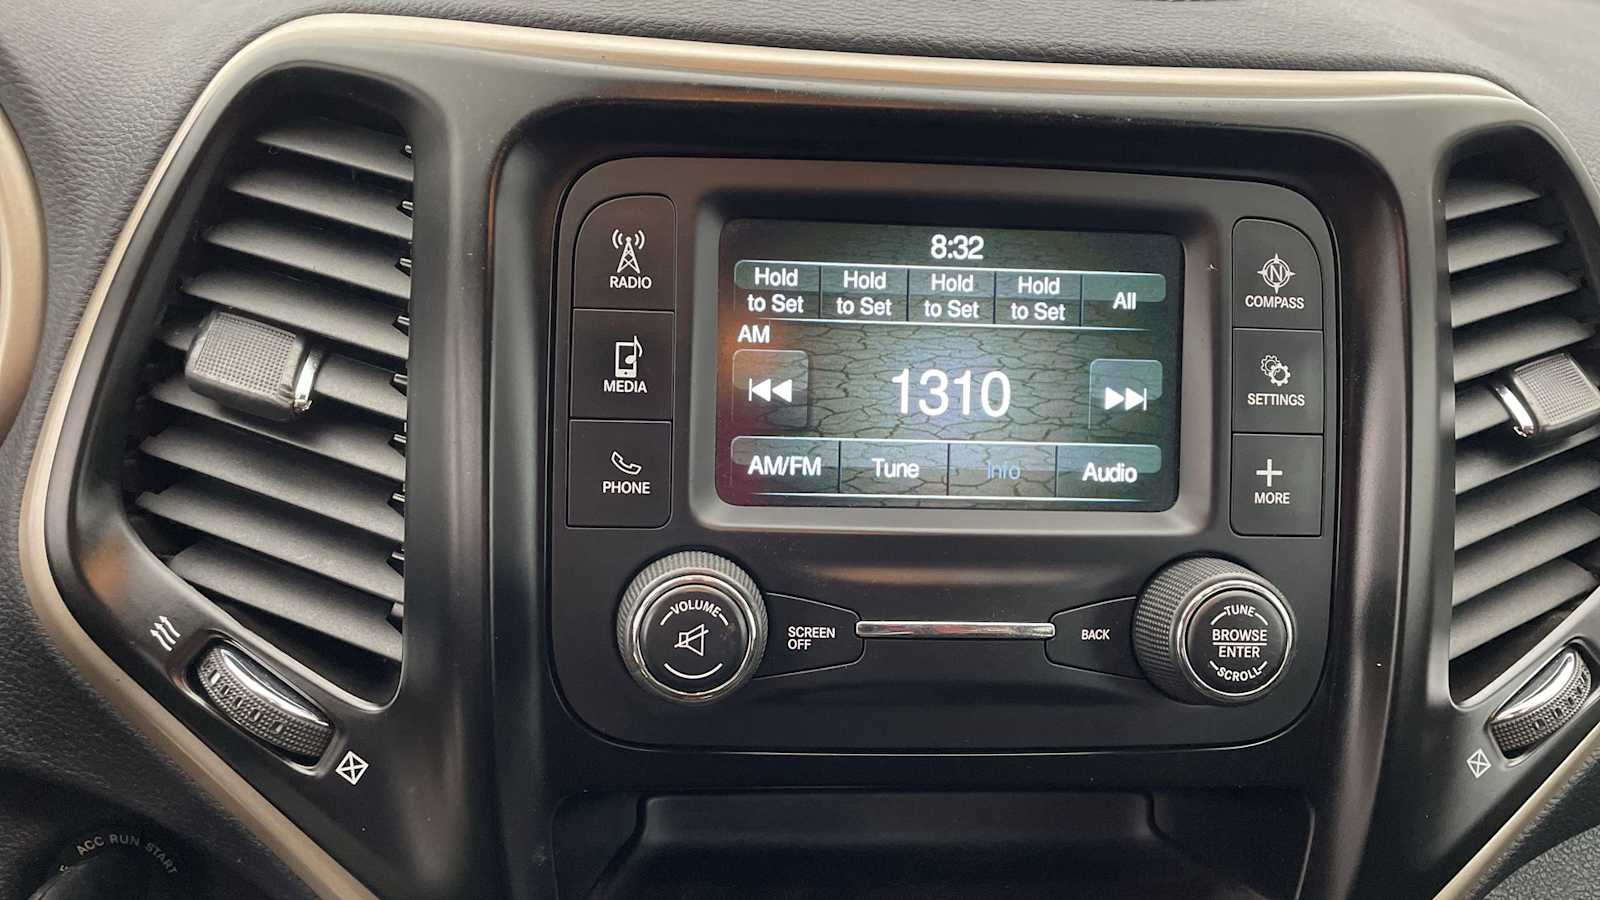 8:32
Hold to Set
Hold to Set
Hold to Set
Hold to Set
All
AM
1310
AM/FM
Tune
Info
Audio
RADIO
MEDIA
PHONE
COMPASS
N
SETTINGS
MORE
VOLUME
SCREEN
OFF
BACK
TUNE
BROWSE
ENTER
SCROLL
ACC RUN START